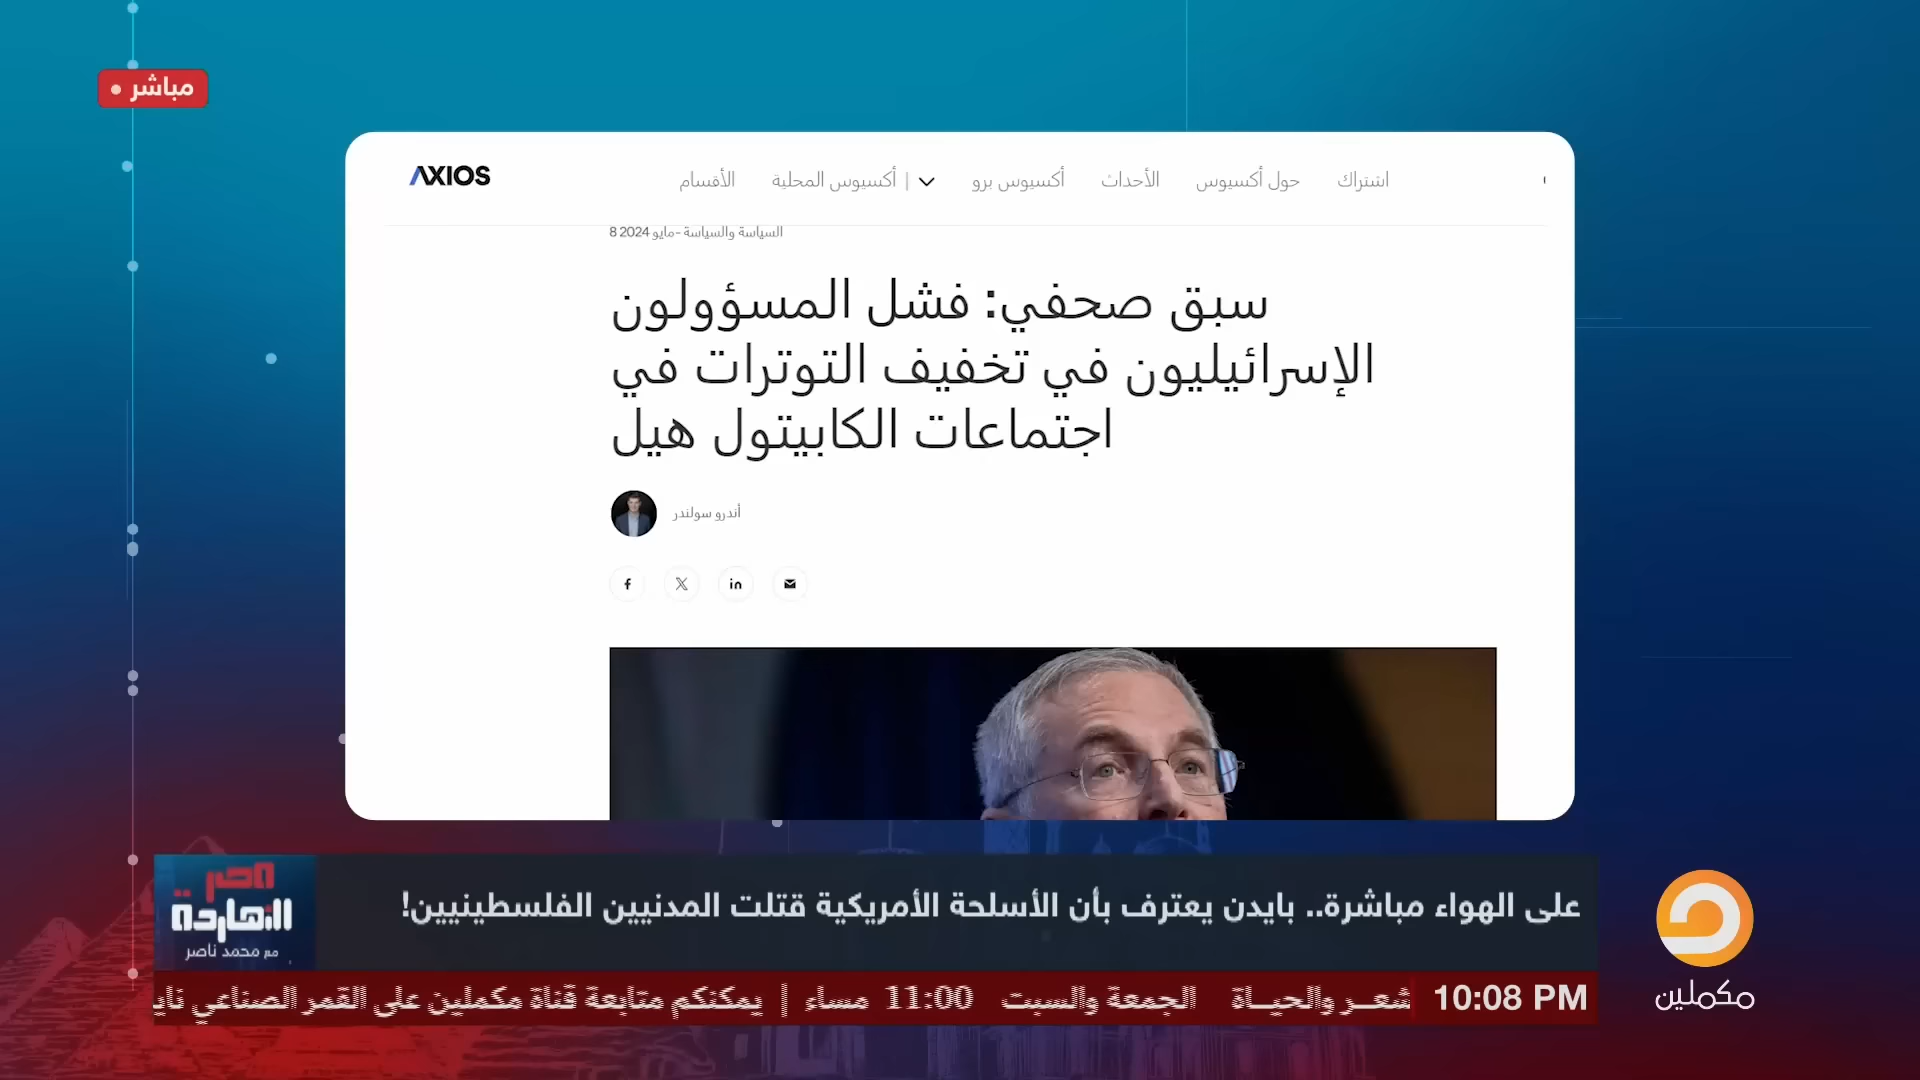 مباشر
AXIOS
الأقسام
أكسيوس المحلية |
أكسيوس برو
الأحداث
حول أكسيوس
اشتراك
السياسة والسياسة -مايو 2024 8
سبق صحفي: فشل المسؤولون
الإسرائيليون في تخفيف التوترات في
اجتماعات الكابيتول هيل
أندرو سولندر
على الهواء مباشرة.. بايدن يعترف بأن الأسلحة الأمريكية قتلت المدنيين الفلسطينيين!
مصر
النهاردة
مع محمد ناصر
10:08 PM
شعـر والحيـاة الجمعة والسبت 11:00 مساء | يمكنكم متابعة قناة مكملين على القمر الصناعي ناي
مكملين